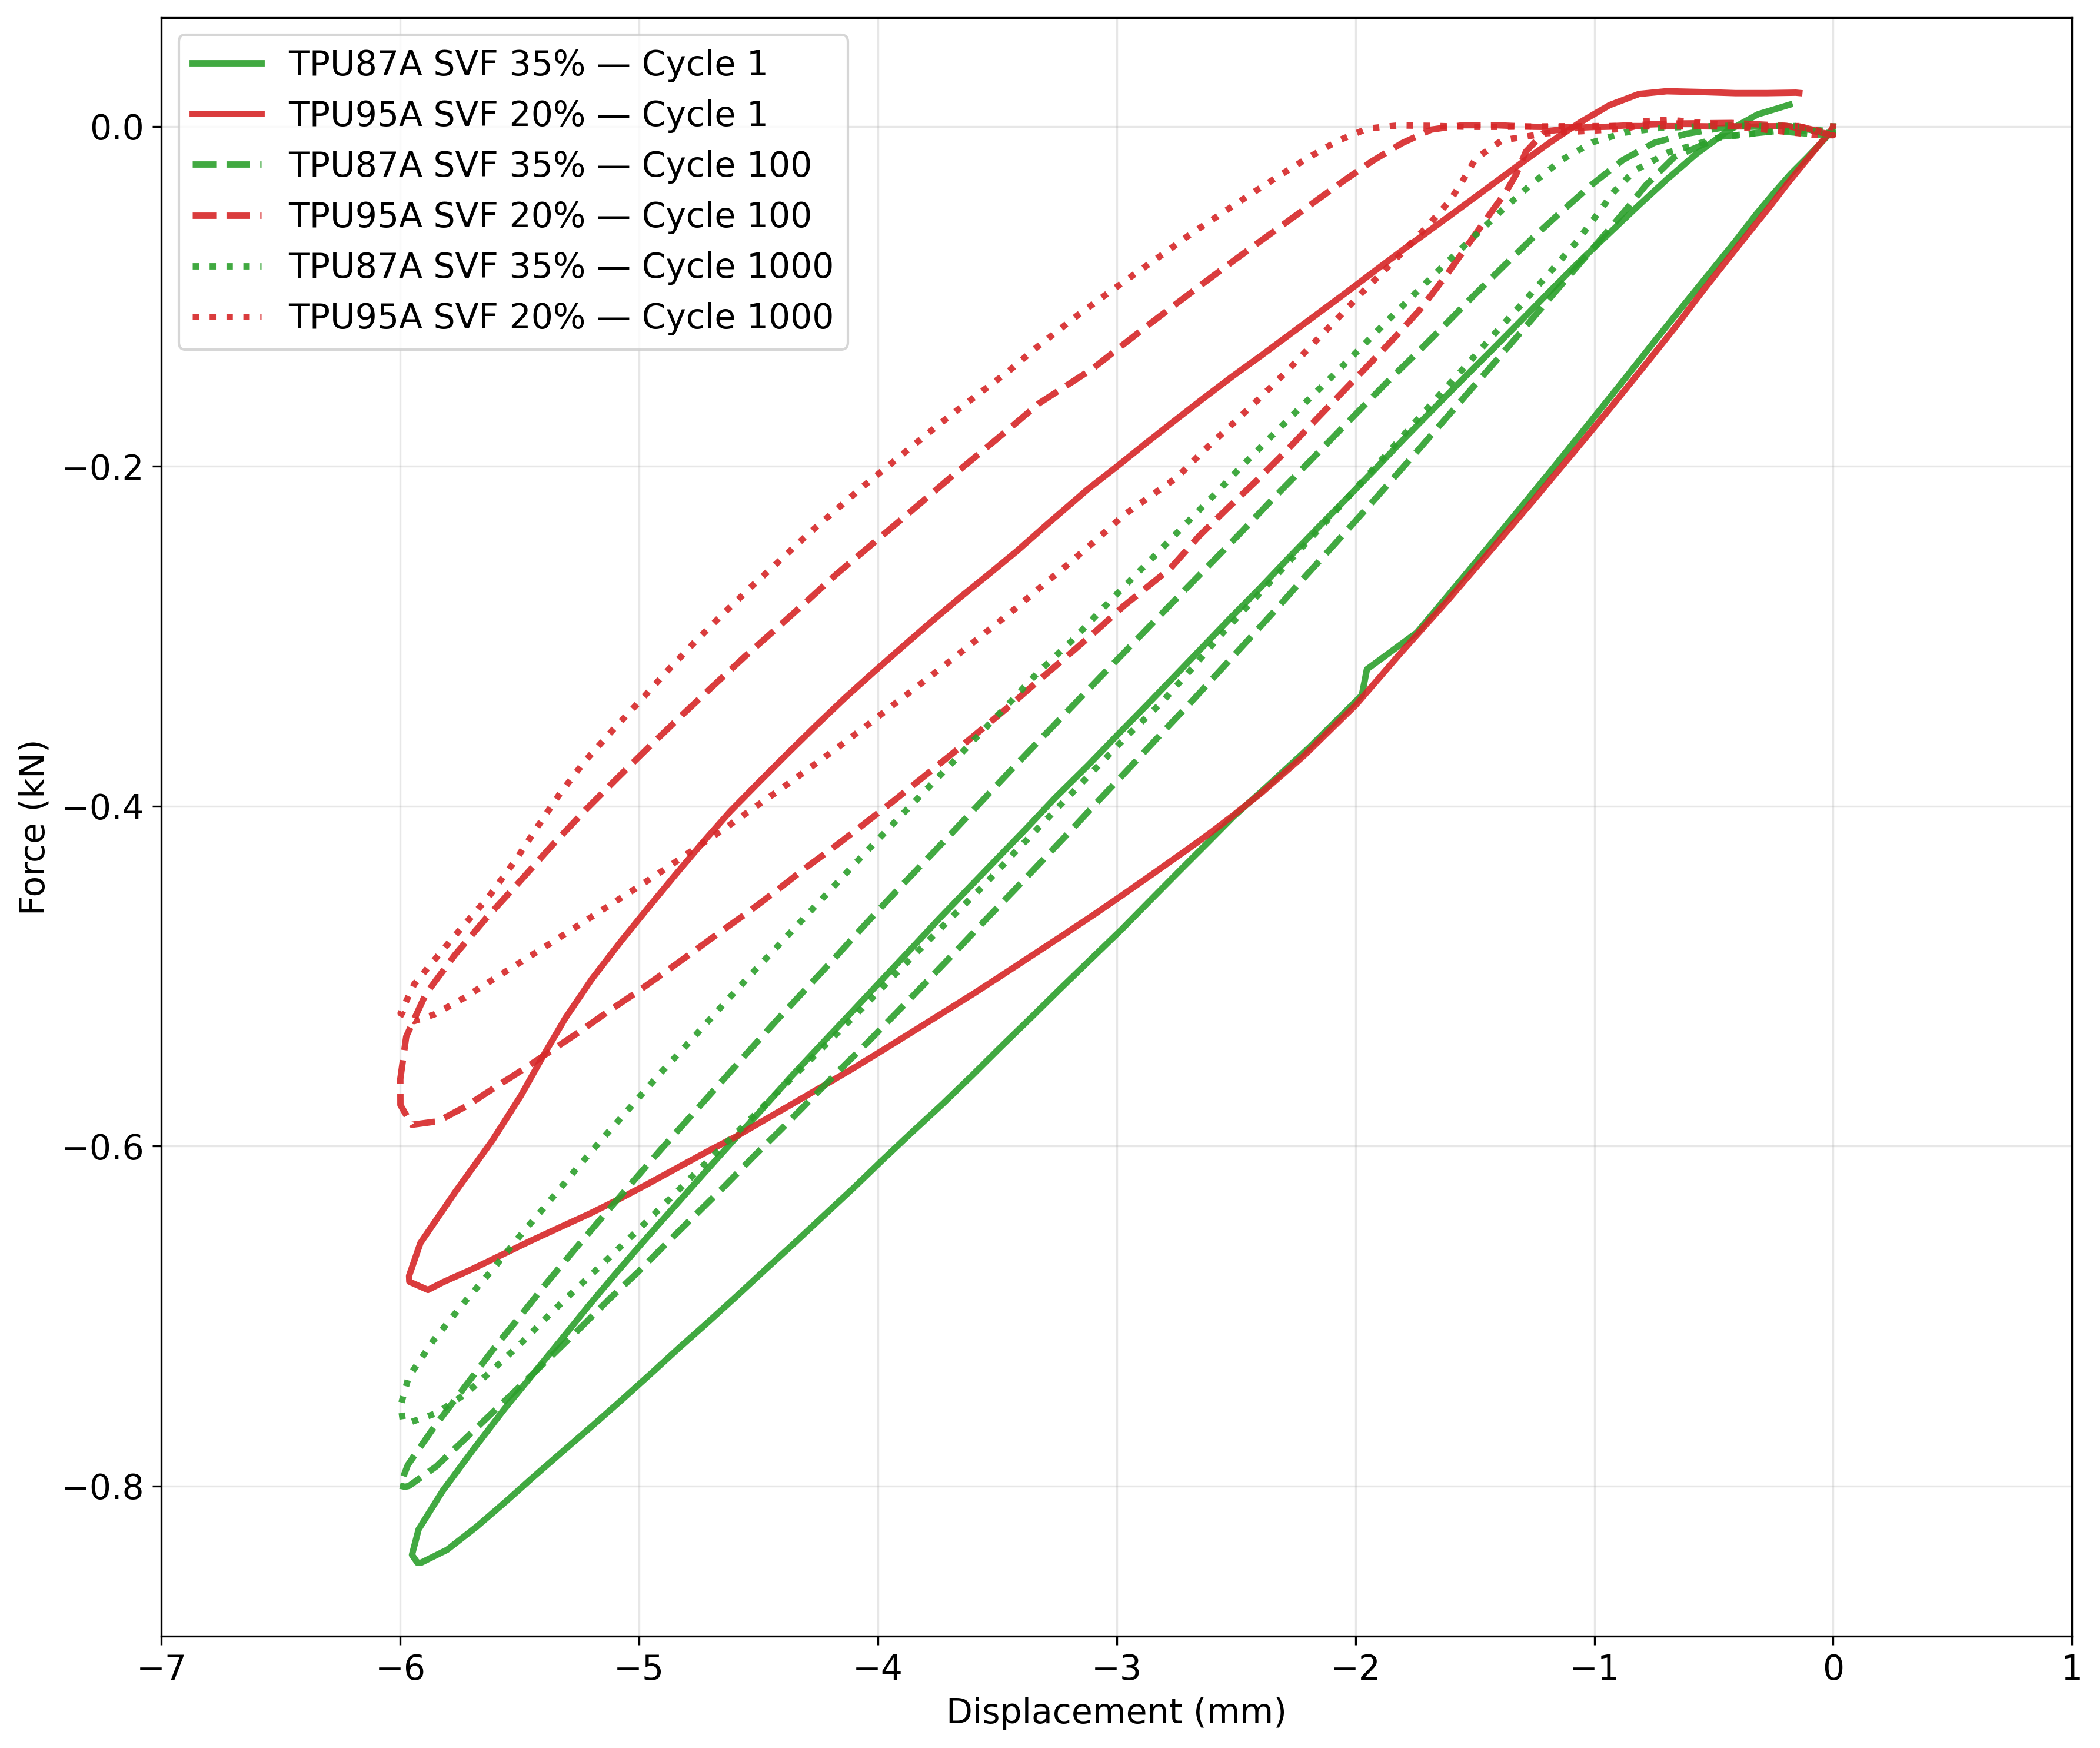 TPU87A SVF 35% — Cycle 1
TPU95A SVF 20% — Cycle 1
TPU87A SVF 35% — Cycle 100
TPU95A SVF 20% — Cycle 100
TPU87A SVF 35% — Cycle 1000
TPU95A SVF 20% — Cycle 1000
0.0
−0.2
−0.4
−0.6
−0.8
Force (kN)
−7 −6 −5 −4 −3 −2 −1 0 1
Displacement (mm)